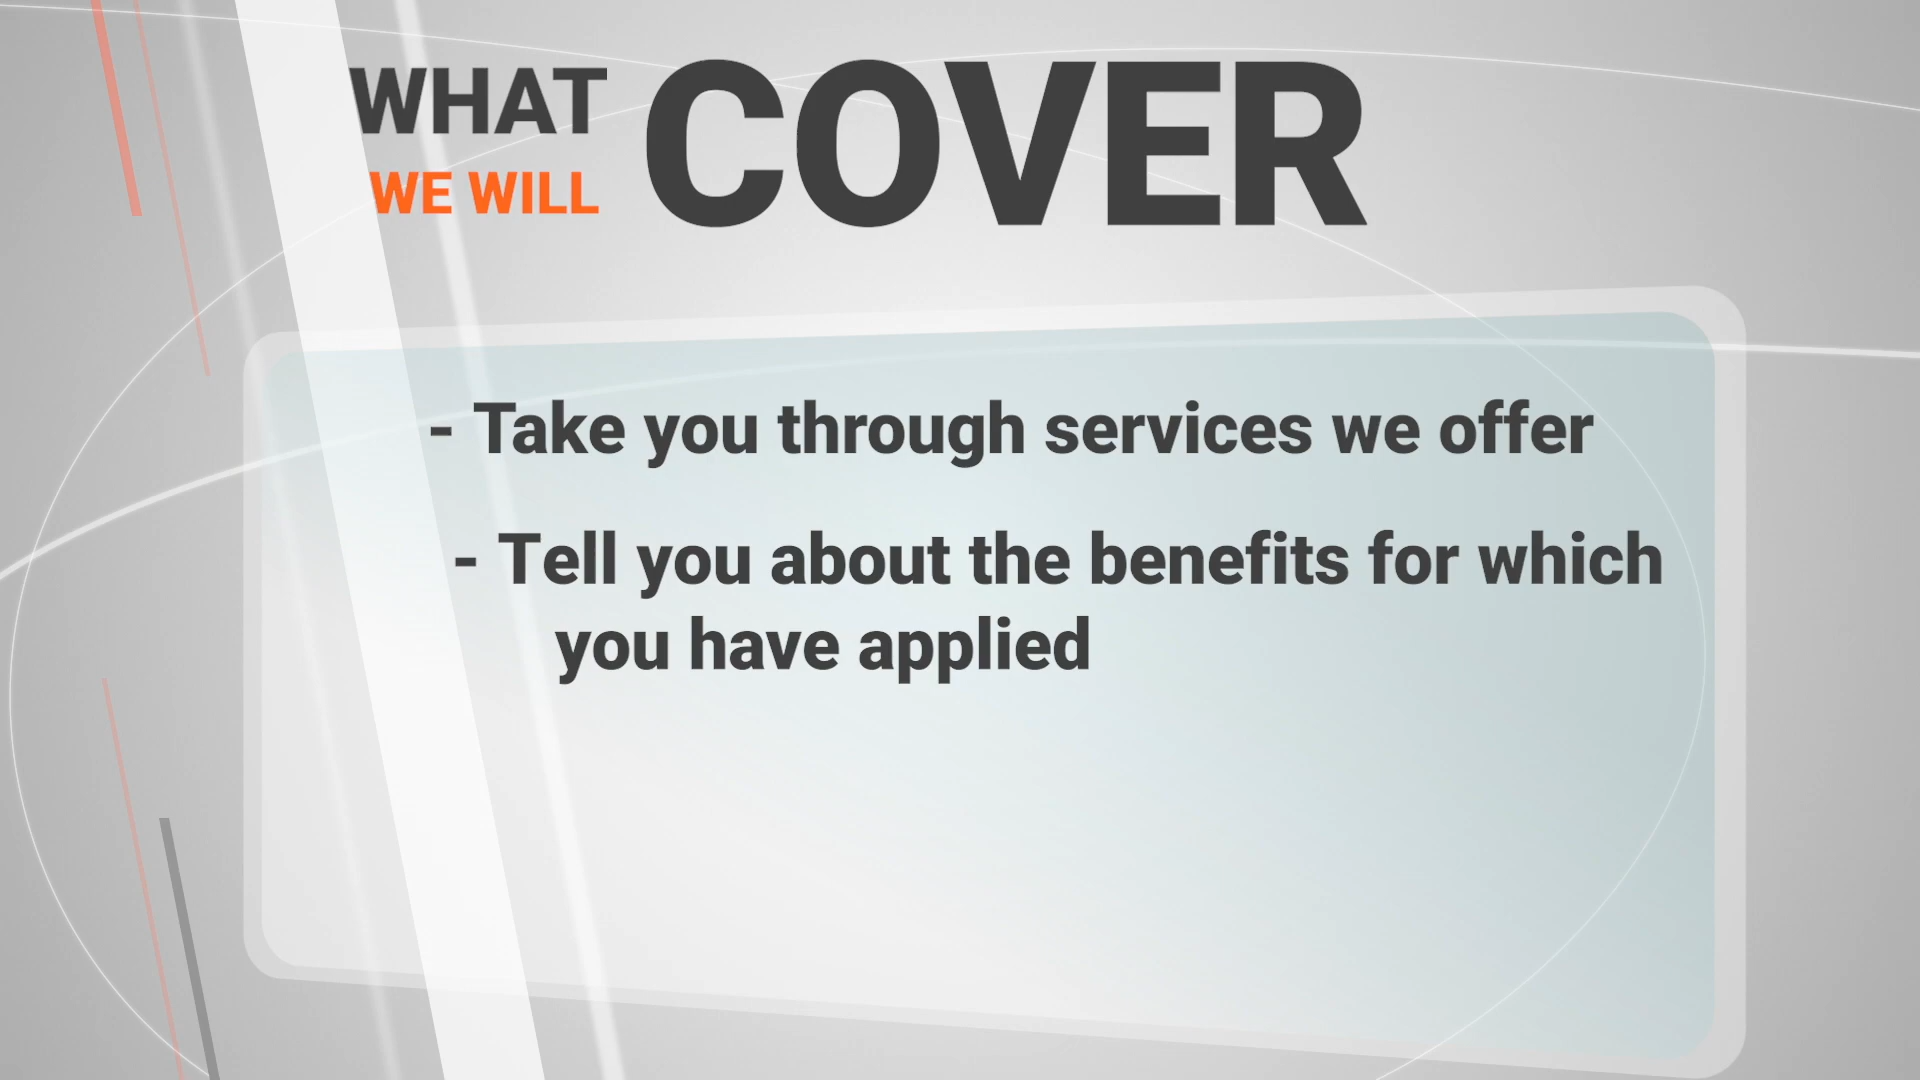 WHAT
WE WILL
COVER
- Take you through services we offer
- Tell you about the benefits for which
you have applied